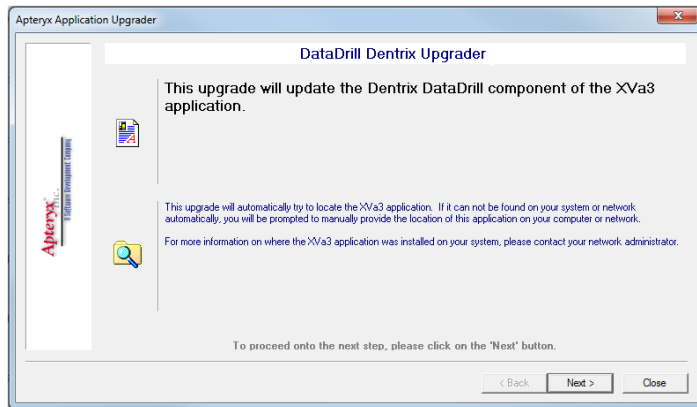 Apteryx Application Upgrader
DataDrill Dentrix Upgrader
This upgrade will update the Dentrix DataDrill component of the XVa3
application.
Apteryx Inc.
A Software Development Company
This upgrade will automatically try to locate the XVa3 application. If it can not be found on your system or network
automatically, you will be prompted to manually provide the location of this application on your computer or network.
For more information on where the XVa3 application was installed on your system, please contact your network administrator.
To proceed onto the next step, please click on the 'Next' button.
< Back
Next >
Close